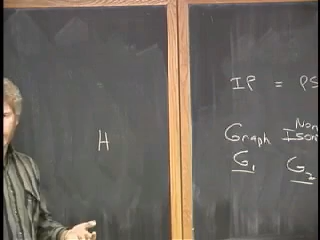 H
IP = PS
Non
Graph Isom
G₁ G₂